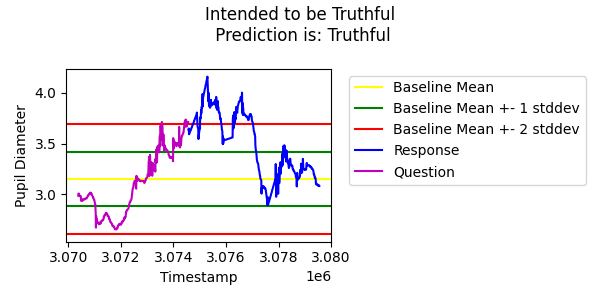 Intended to be Truthful
Prediction is: Truthful
Pupil Diameter
4.0
3.5
3.0
3.070
3.072
3.074
3.076
3.078
3.080
1e6
Timestamp
Baseline Mean
Baseline Mean +- 1 stddev
Baseline Mean +- 2 stddev
Response
Question